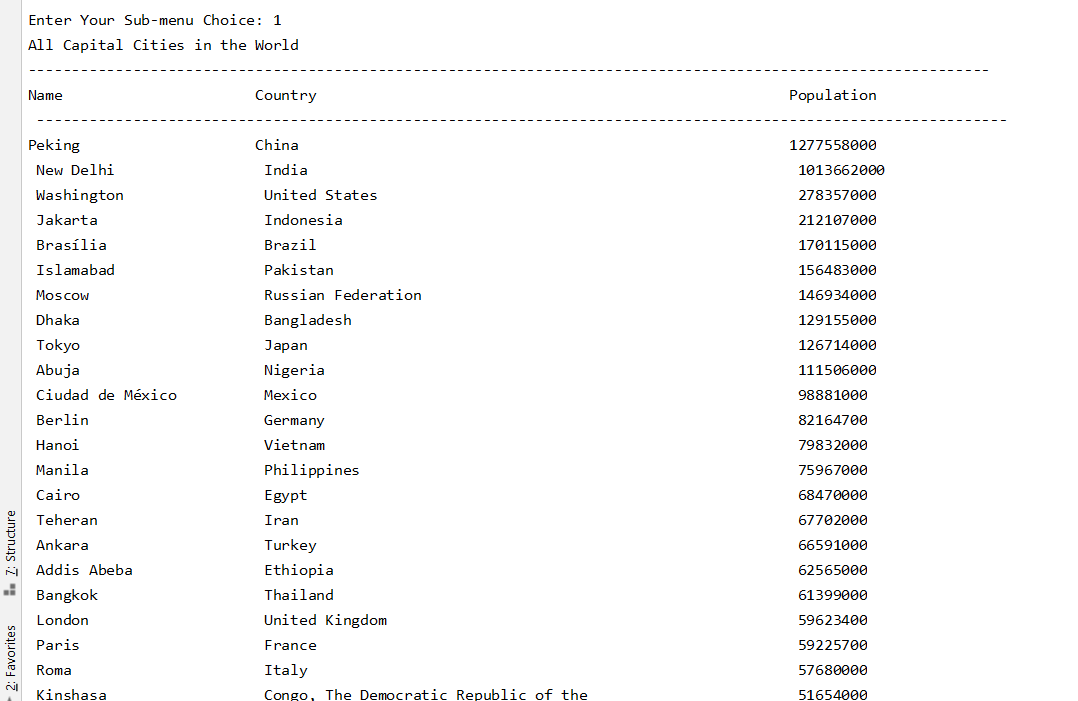 Enter Your Sub-menu Choice: 1
All Capital Cities in the World
--------------------------------------------------------------------------------------------------------------
Name Country Population
---------------------------------------------------------------------------------------------------------------
Peking China 1277558000
New Delhi India 1013662000
Washington United States 278357000
Jakarta Indonesia 212107000
Brasília Brazil 170115000
Islamabad Pakistan 156483000
Moscow Russian Federation 146934000
Dhaka Bangladesh 129155000
Tokyo Japan 126714000
Abuja Nigeria 111506000
Ciudad de México Mexico 98881000
Berlin Germany 82164700
Hanoi Vietnam 79832000
Manila Philippines 75967000
Cairo Egypt 68470000
Teheran Iran 67702000
Ankara Turkey 66591000
Addis Abeba Ethiopia 62565000
Bangkok Thailand 61399000
London United Kingdom 59623400
Paris France 59225700
Roma Italy 57680000
Kinshasa Congo, The Democratic Republic of the 51654000
7: Structure
2: Favorites